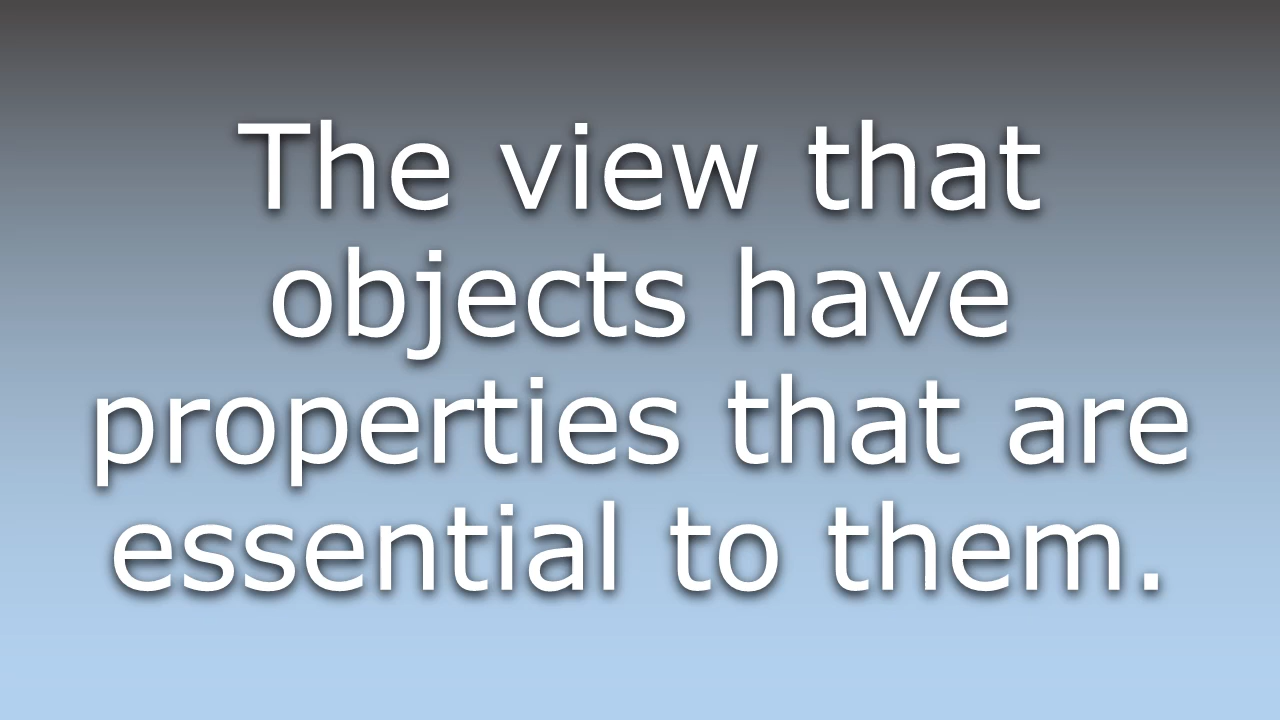 The view that
objects have
properties that are
essential to them.